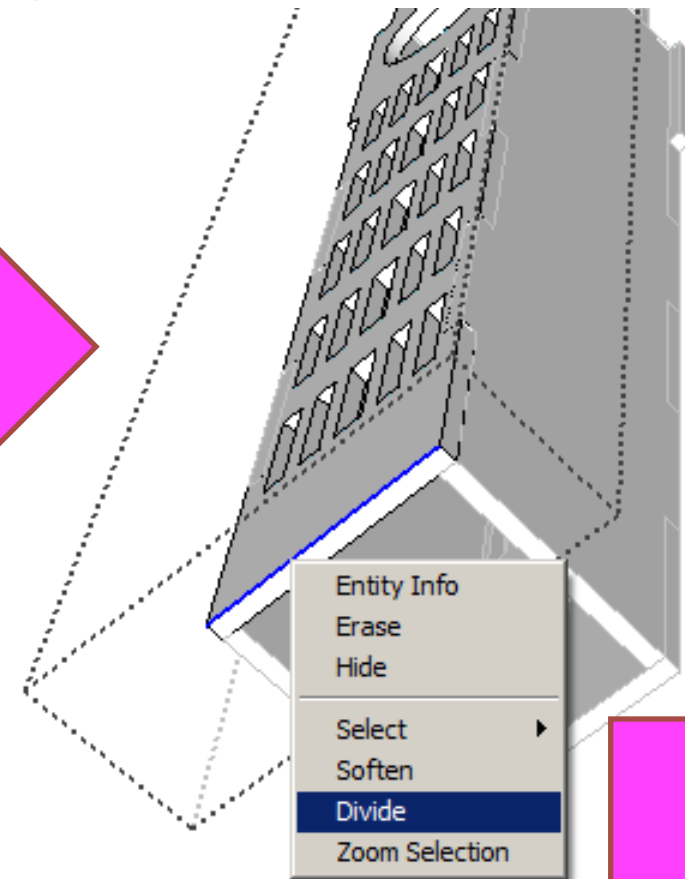 Entity Info
Erase
Hide
Select
Soften
Divide
Zoom Selection